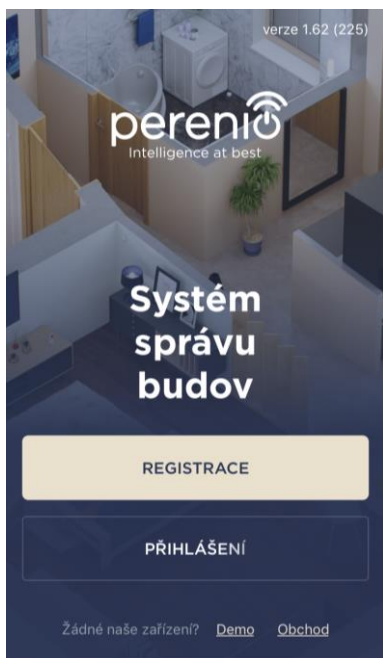 verze 1.62 (225)
perenio
Intelligence at best
Systém
správu
budov
REGISTRACE
PŘIHLÁŠENÍ
Žádné naše zařízení? Demo Obchod